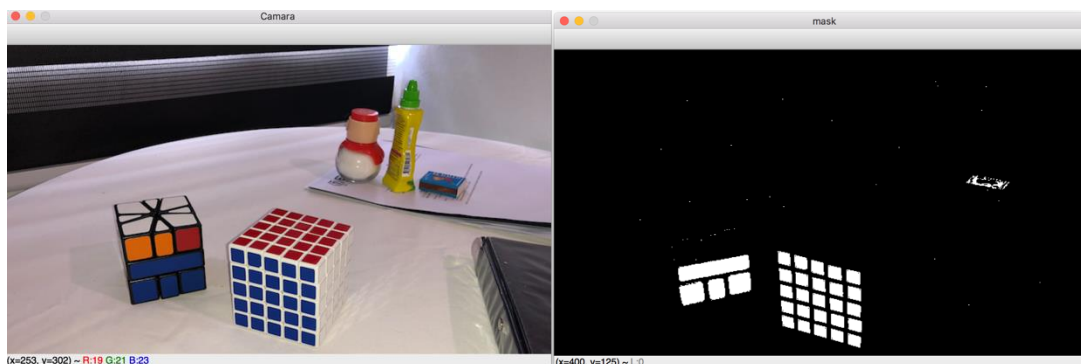 Camara
mask
(x=253, y=302) ~ R:19 G:21 B:23
(x=400, y=125) ~ L:0